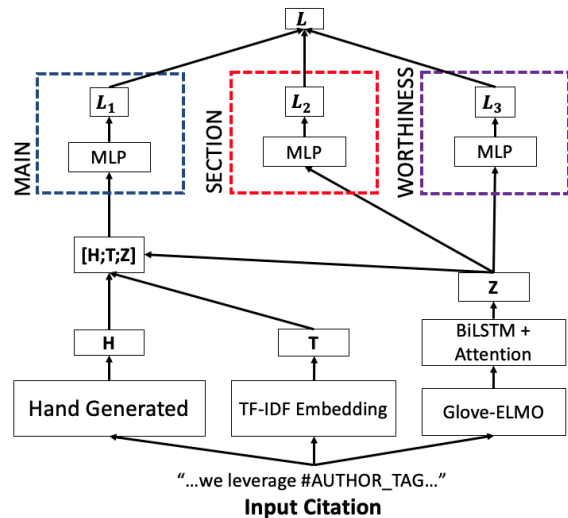 L
MAIN
L₁
MLP
SECTION
L₂
MLP
WORTHINESS
L₃
MLP
[H;T;Z]
Z
H
T
BiLSTM +
Attention
Hand Generated
TF-IDF Embedding
Glove-ELMO
“...we leverage #AUTHOR_TAG...”
Input Citation